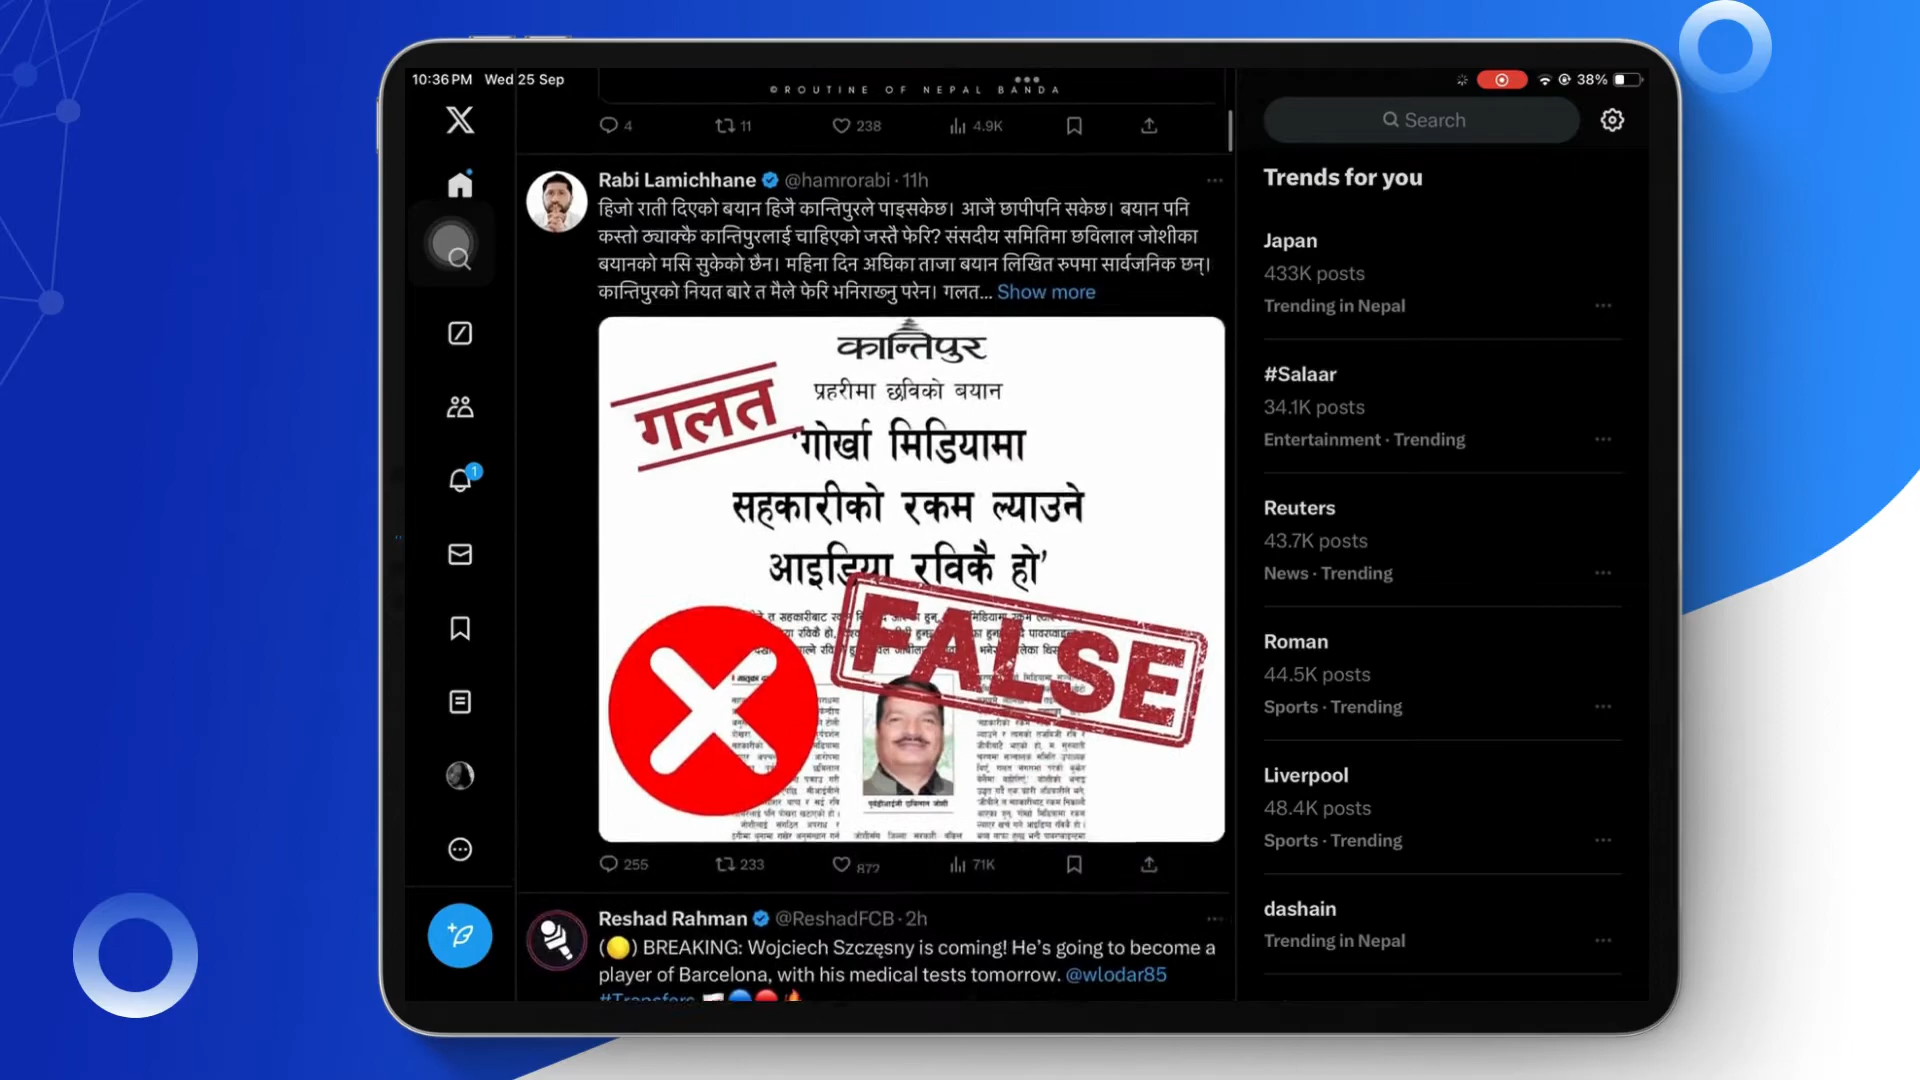 10:36 PM Wed 25 Sep
38%
©ROUTINE OF NEPAL BANDA
4 11 238 4.9K
Rabi Lamichhane @hamrorabi · 11h
हिजो राती दिएको बयान हिजै कान्तिपुरले पाइसकेछ। आजै छापीपनि सकेछ। बयान पनि
कस्तो ठ्याक्कै कान्तिपुरलाई चाहिएको जस्तै फेरि? संसदीय समितिमा छविलाल जोशीका
बयानको मसि सुकेको छैन। महिना दिन अघिका ताजा बयान लिखित रुपमा सार्वजनिक छन्।
कान्तिपुरको नियत बारे त मैले फेरि भनिराख्नु परेन। गलत... Show more
कान्तिपुर
प्रहरीमा छविको बयान
गलत
'गोर्खा मिडियामा
सहकारीको रकम ल्याउने
आइडिया रविकै हो'
FALSE
255 233 872 71K
Reshad Rahman @ReshadFCB · 2h
(🟡) BREAKING: Wojciech Szczęsny is coming! He's going to become a
player of Barcelona, with his medical tests tomorrow. @wlodar85
#Transfers
1
Search
Trends for you
Japan
433K posts
Trending in Nepal
#Salaar
34.1K posts
Entertainment · Trending
Reuters
43.7K posts
News · Trending
Roman
44.5K posts
Sports · Trending
Liverpool
48.4K posts
Sports · Trending
dashain
Trending in Nepal